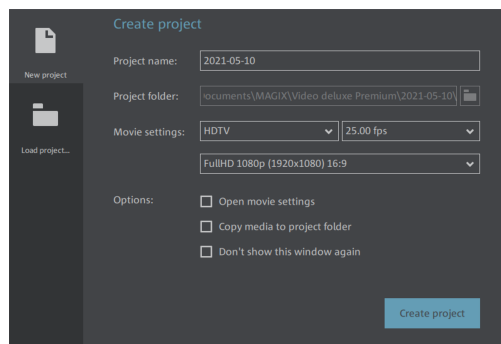 Create project
New project
Project name: 2021-05-10
Project folder: ocuments\MAGIX\Video deluxe Premium\2021-05-10\
Load project...
Movie settings: HDTV 25.00 fps
FullHD 1080p (1920x1080) 16:9
Options: Open movie settings
Copy media to project folder
Don't show this window again
Create project